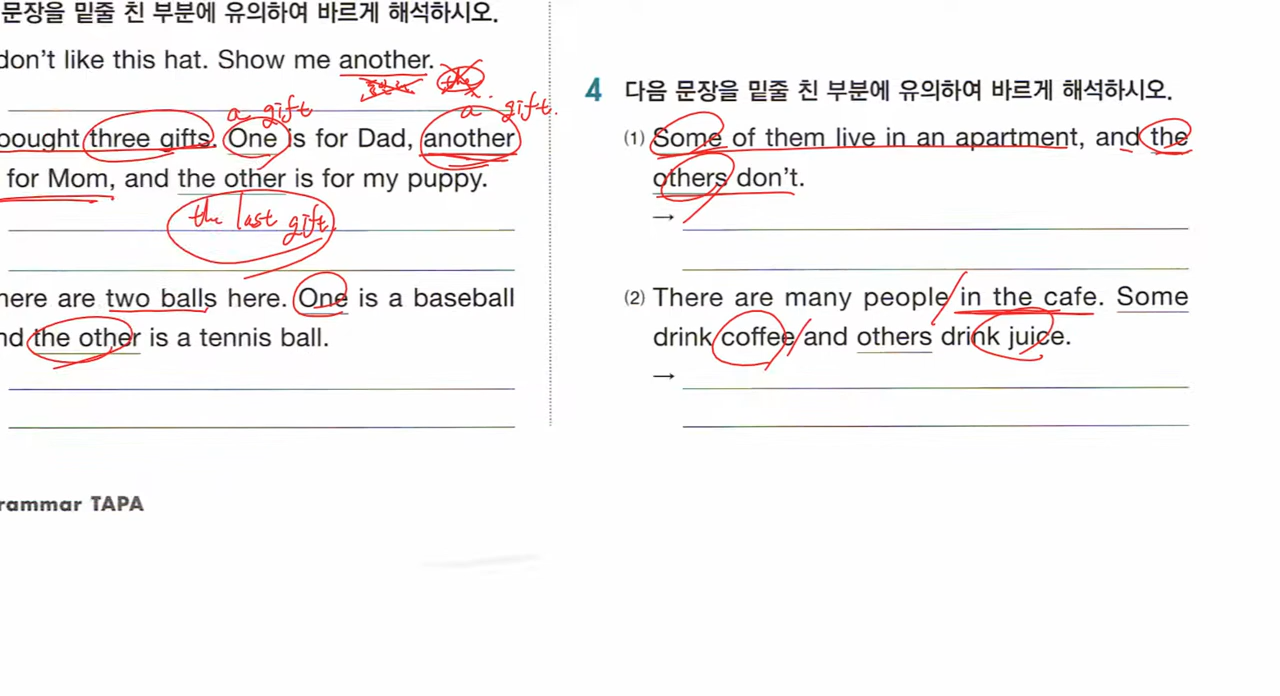 문장을 밑줄 친 부분에 유의하여 바르게 해석하시오.
don't like this hat. Show me another.
the
a gift
a gift.
bought three gifts. One is for Dad, another
for Mom, and the other is for my puppy.
the last gift.
here are two balls here. One is a baseball
nd the other is a tennis ball.
rammar TAPA
4 다음 문장을 밑줄 친 부분에 유의하여 바르게 해석하시오.
(1) Some of them live in an apartment, and the
others don't.
→
(2) There are many people in the cafe. Some
drink coffee and others drink juice.
→